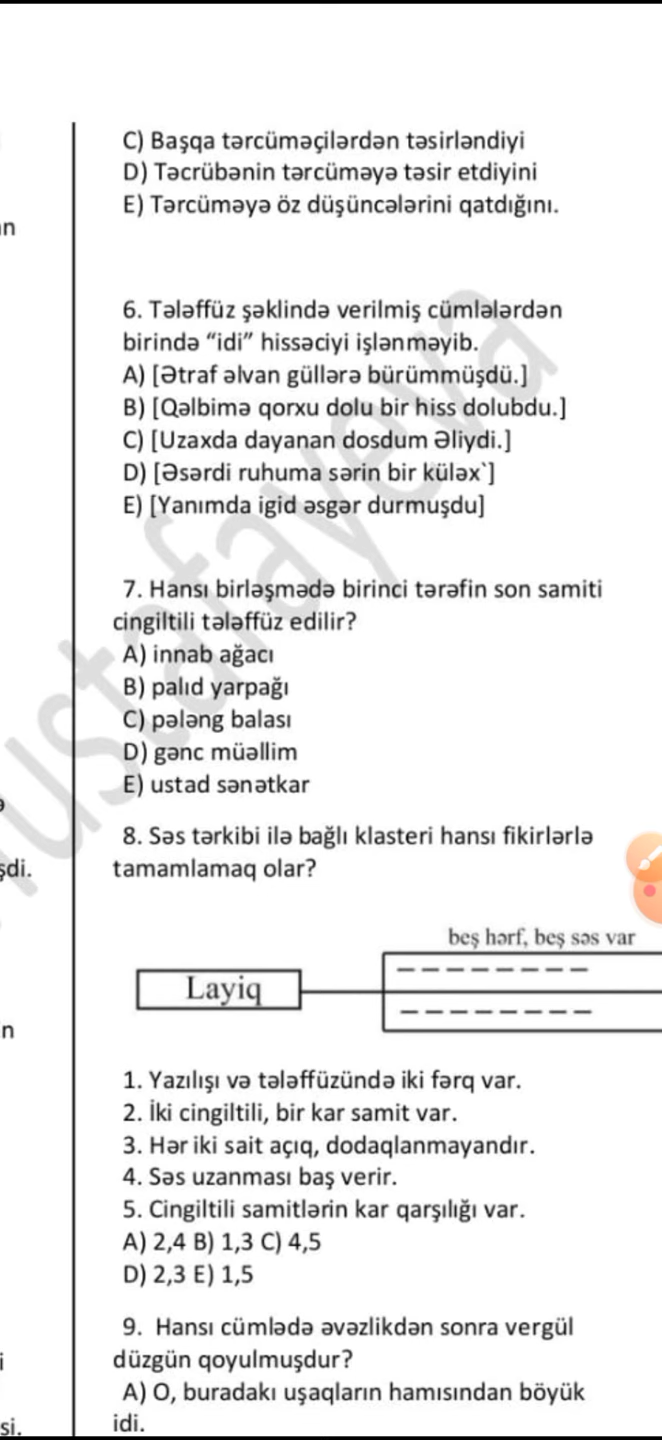 C) Başqa tərcüməçilərdən təsirləndiyi
D) Təcrübənin tərcüməyə təsir etdiyini
E) Tərcüməyə öz düşüncələrini qatdığını.
n
6. Tələffüz şəklində verilmiş cümlələrdən
birində “idi” hissəciyi işlənməyib.
A) [Ətraf əlvan güllərə bürümmüşdü.]
B) [Qəlbimə qorxu dolu bir hiss dolubdu.]
C) [Uzaxda dayanan dosdum Əliydi.]
D) [Əsərdi ruhuma sərin bir küləx`]
E) [Yanımda igid əsgər durmuşdu]
7. Hansı birləşmədə birinci tərəfin son samiti
cingiltili tələffüz edilir?
A) innab ağacı
B) palıd yarpağı
C) pələng balası
D) gənc müəllim
E) ustad sənətkar
ustafayeva
8. Səs tərkibi ilə bağlı klasteri hansı fikirlərlə
şdi.
tamamlamaq olar?
beş hərf, beş səs var
Layiq
n
1. Yazılışı və tələffüzündə iki fərq var.
2. İki cingiltili, bir kar samit var.
3. Hər iki sait açıq, dodaqlanmayandır.
4. Səs uzanması baş verir.
5. Cingiltili samitlərin kar qarşılığı var.
A) 2,4 B) 1,3 C) 4,5
D) 2,3 E) 1,5
9. Hansı cümlədə əvəzlikdən sonra vergül
i
düzgün qoyulmuşdur?
A) O, buradakı uşaqların hamısından böyük
si.
idi.